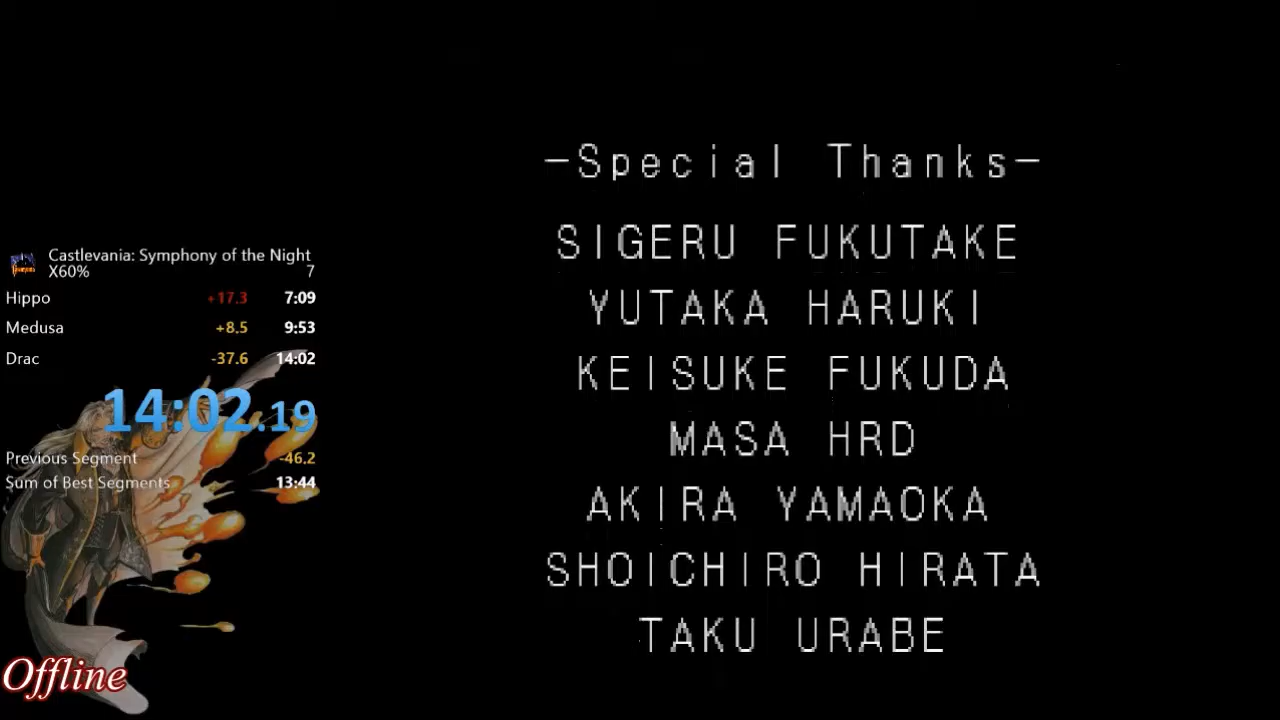 Castlevania: Symphony of the Night
X60% 7
Hippo +17.3 7:09
Medusa +8.5 9:53
Drac -37.6 14:02
14:02.19
Previous Segment -46.2
Sum of Best Segments 13:44
Offline
-Special Thanks-
SIGERU FUKUTAKE
YUTAKA HARUKI
KEISUKE FUKUDA
MASA HRD
AKIRA YAMAOKA
SHOICHIRO HIRATA
TAKU URABE